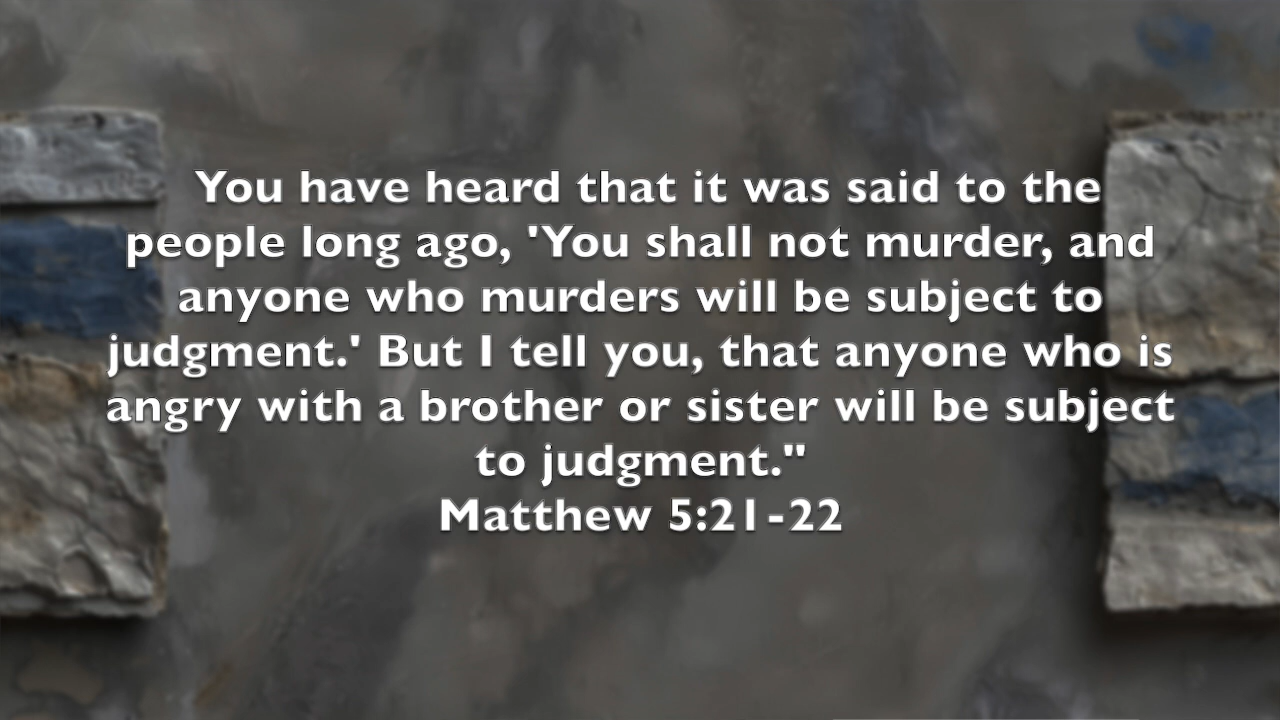 You have heard that it was said to the
people long ago, 'You shall not murder, and
anyone who murders will be subject to
judgment.' But I tell you, that anyone who is
angry with a brother or sister will be subject
to judgment."
Matthew 5:21-22